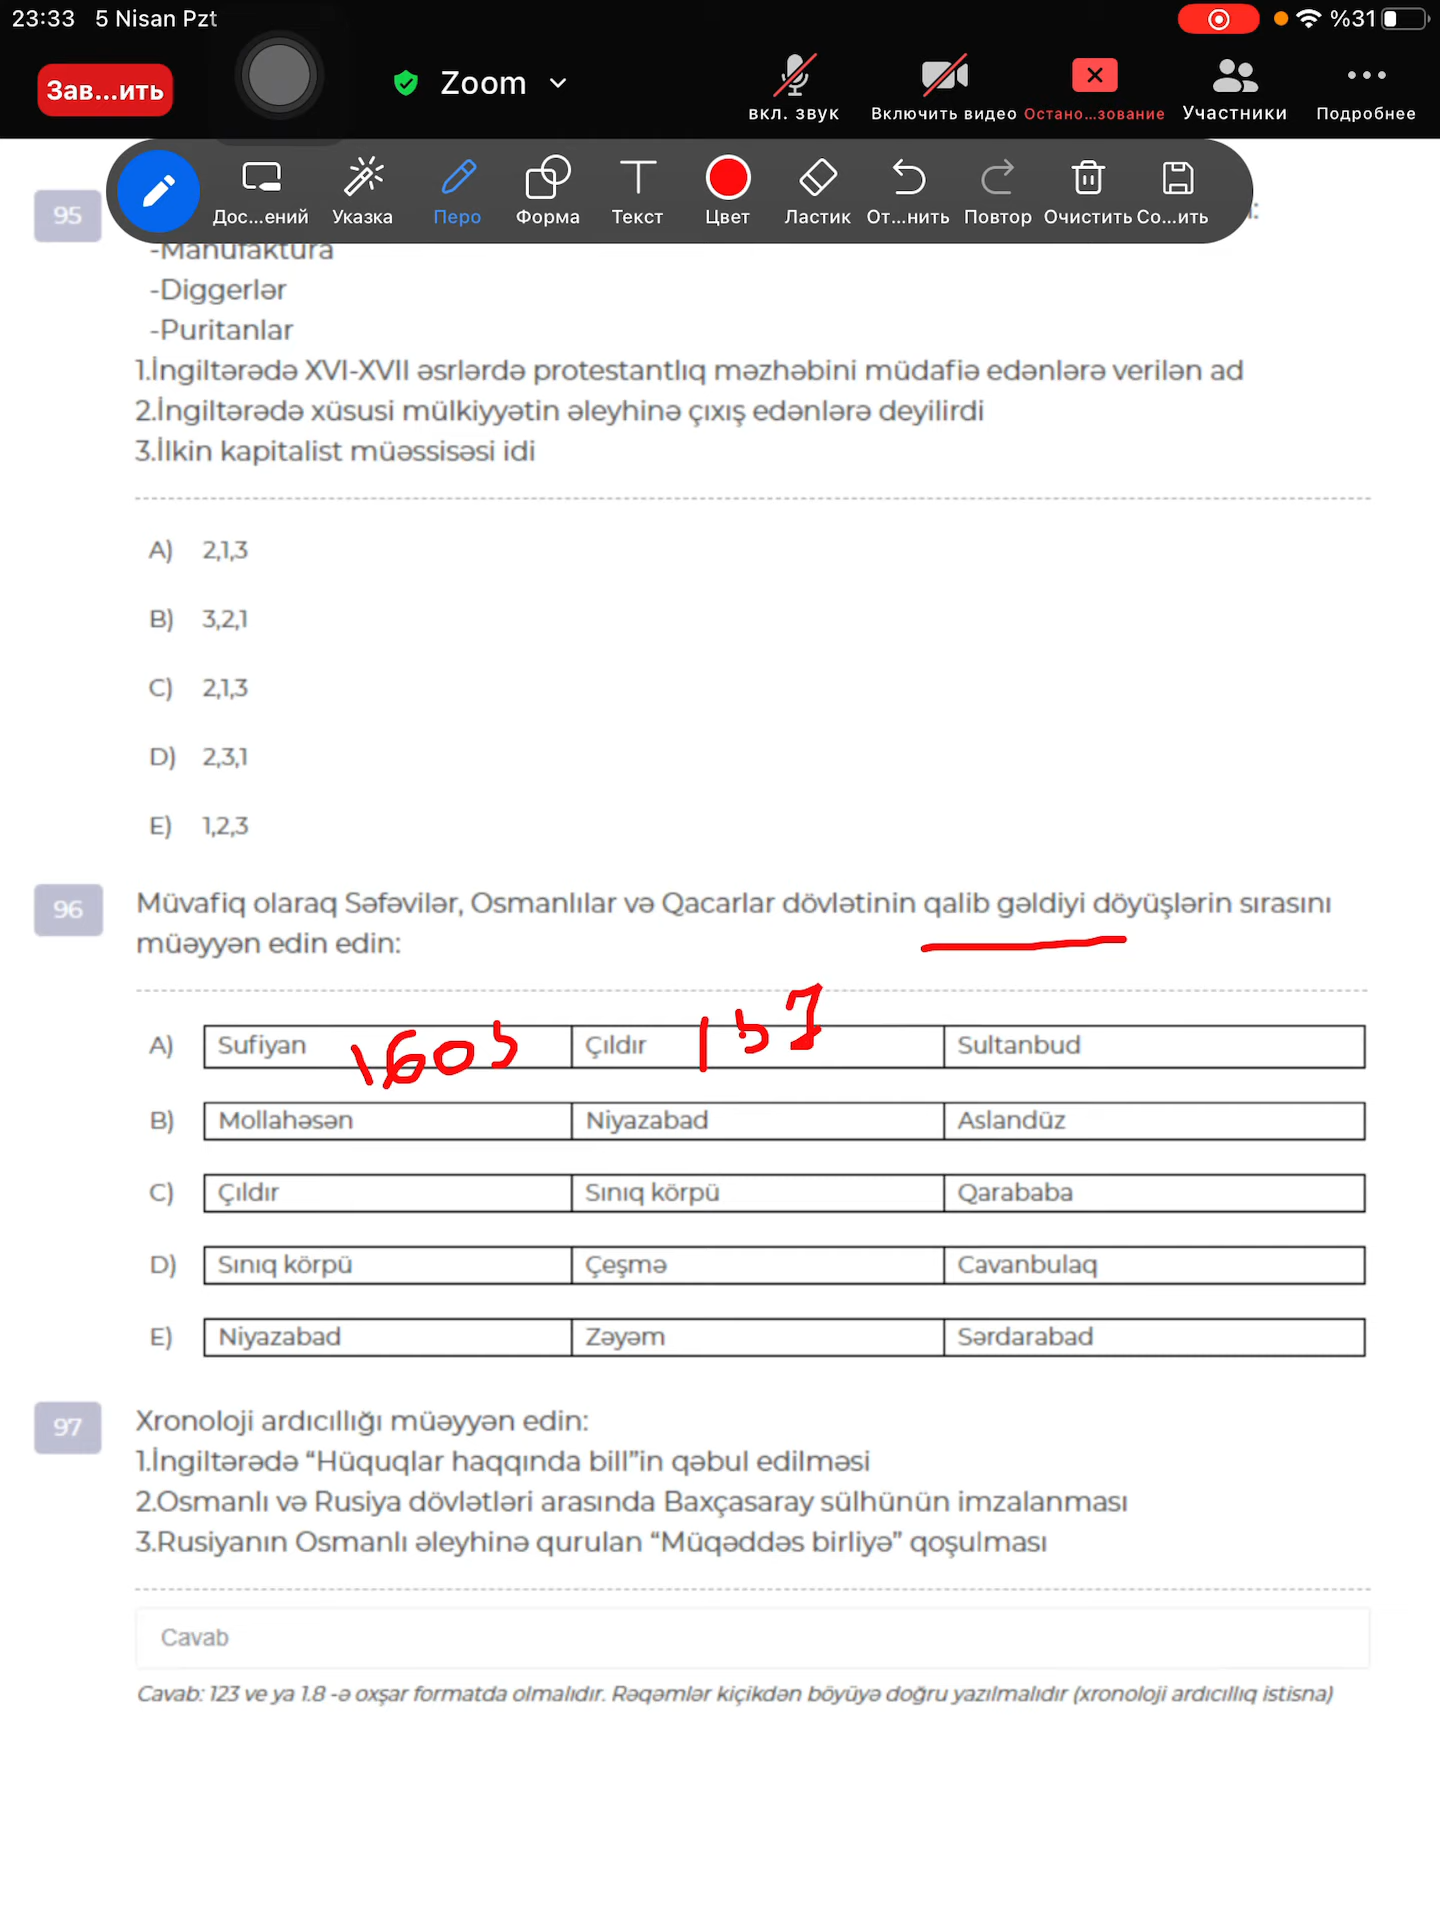 23:33 5 Nisan Pzt %31
Зав...ить Zoom вкл. звук Включить видео Остано...зование Участники Подробнее
Дос...ений Указка Перо Форма Текст Цвет Ластик От...нить Повтор Очистить Со...ить
95
-Manufaktura
-Diggerlər
-Puritanlar
1.İngiltərədə XVI-XVII əsrlərdə protestantlıq məzhəbini müdafiə edənlərə verilən ad
2.İngiltərədə xüsusi mülkiyyətin əleyhinə çıxış edənlərə deyilirdi
3.İlkin kapitalist müəssisəsi idi
A) 2,1,3
B) 3,2,1
C) 2,1,3
D) 2,3,1
E) 1,2,3
96 Müvafiq olaraq Səfəvilər, Osmanlılar və Qacarlar dövlətinin qalib gəldiyi döyüşlərin sırasını
müəyyən edin edin:
A) Sufiyan 1605 Çıldır 157 Sultanbud
B) Mollahəsən Niyazabad Aslandüz
C) Çıldır Sınıq körpü Qarababa
D) Sınıq körpü Çeşmə Cavanbulaq
E) Niyazabad Zəyəm Sərdarabad
97 Xronoloji ardıcıllığı müəyyən edin:
1.İngiltərədə “Hüquqlar haqqında bill”in qəbul edilməsi
2.Osmanlı və Rusiya dövlətləri arasında Baxçasaray sülhünün imzalanması
3.Rusiyanın Osmanlı əleyhinə qurulan “Müqəddəs birliyə” qoşulması
Cavab
Cavab: 123 ve ya 1.8 -ə oxşar formatda olmalıdır. Rəqəmlər kiçikdən böyüyə doğru yazılmalıdır (xronoloji ardıcıllıq istisna)